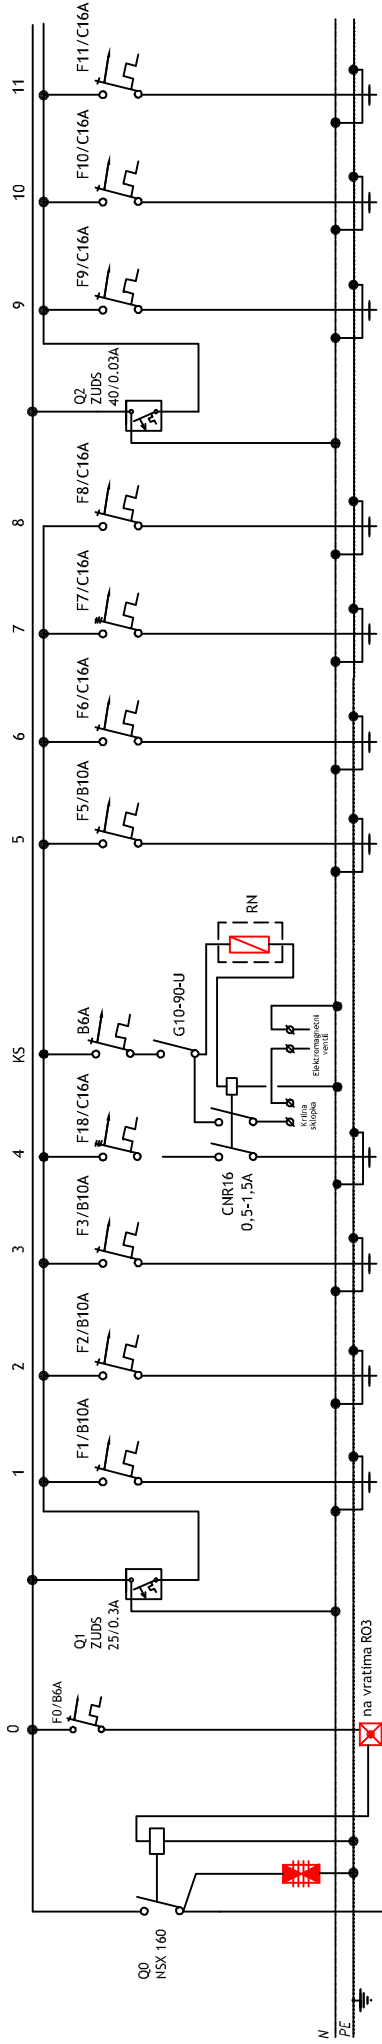 N
PE
Q0
NSX 160
0
F0/B6A
na vratima RO3
Q1
ZUDS
25/0.3A
1
F1/B10A
2
F2/B10A
3
F3/B10A
4
F18/C16A
CNR16
0,5-1,5A
Krilna
sklopka
KS
B6A
G10-90-U
Elektromagnetni
ventil
RN
5
F5/B10A
6
F6/C16A
7
F7/C16A
8
F8/C16A
Q2
ZUDS
40/0.03A
9
F9/C16A
10
F10/C16A
11
F11/C16A